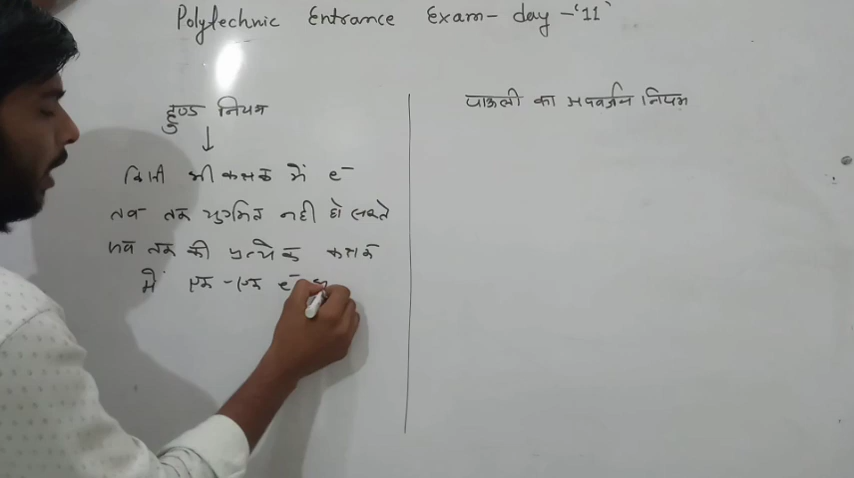 Polytechnic Entrance Exam- day -'11'
हुण्ड नियम
किसी भी कक्षक में e-
तब तक युग्मित नही हो सकते
जब तक की प्रत्येक कक्षक
में एक -एक e-
पाऊली का अपवर्जन नियम